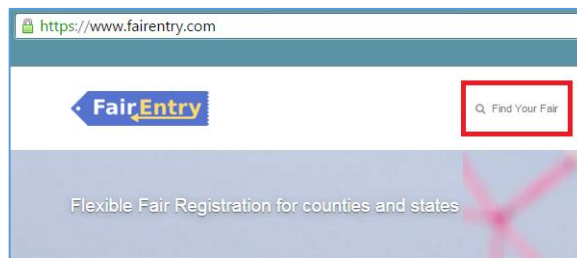 https://www.fairentry.com
FairEntry
Find Your Fair
Flexible Fair Registration for counties and states